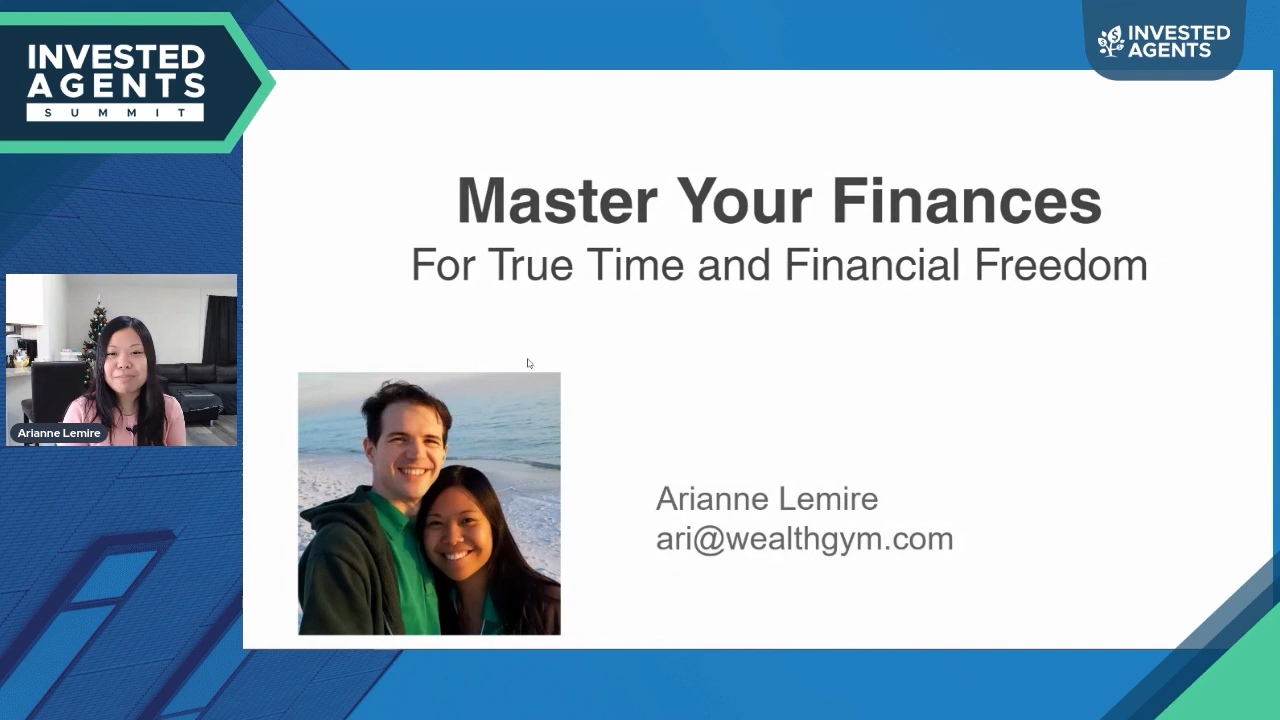 INVESTED
AGENTS
SUMMIT
INVESTED
AGENTS
Master Your Finances
For True Time and Financial Freedom
Arianne Lemire
Arianne Lemire
ari@wealthgym.com